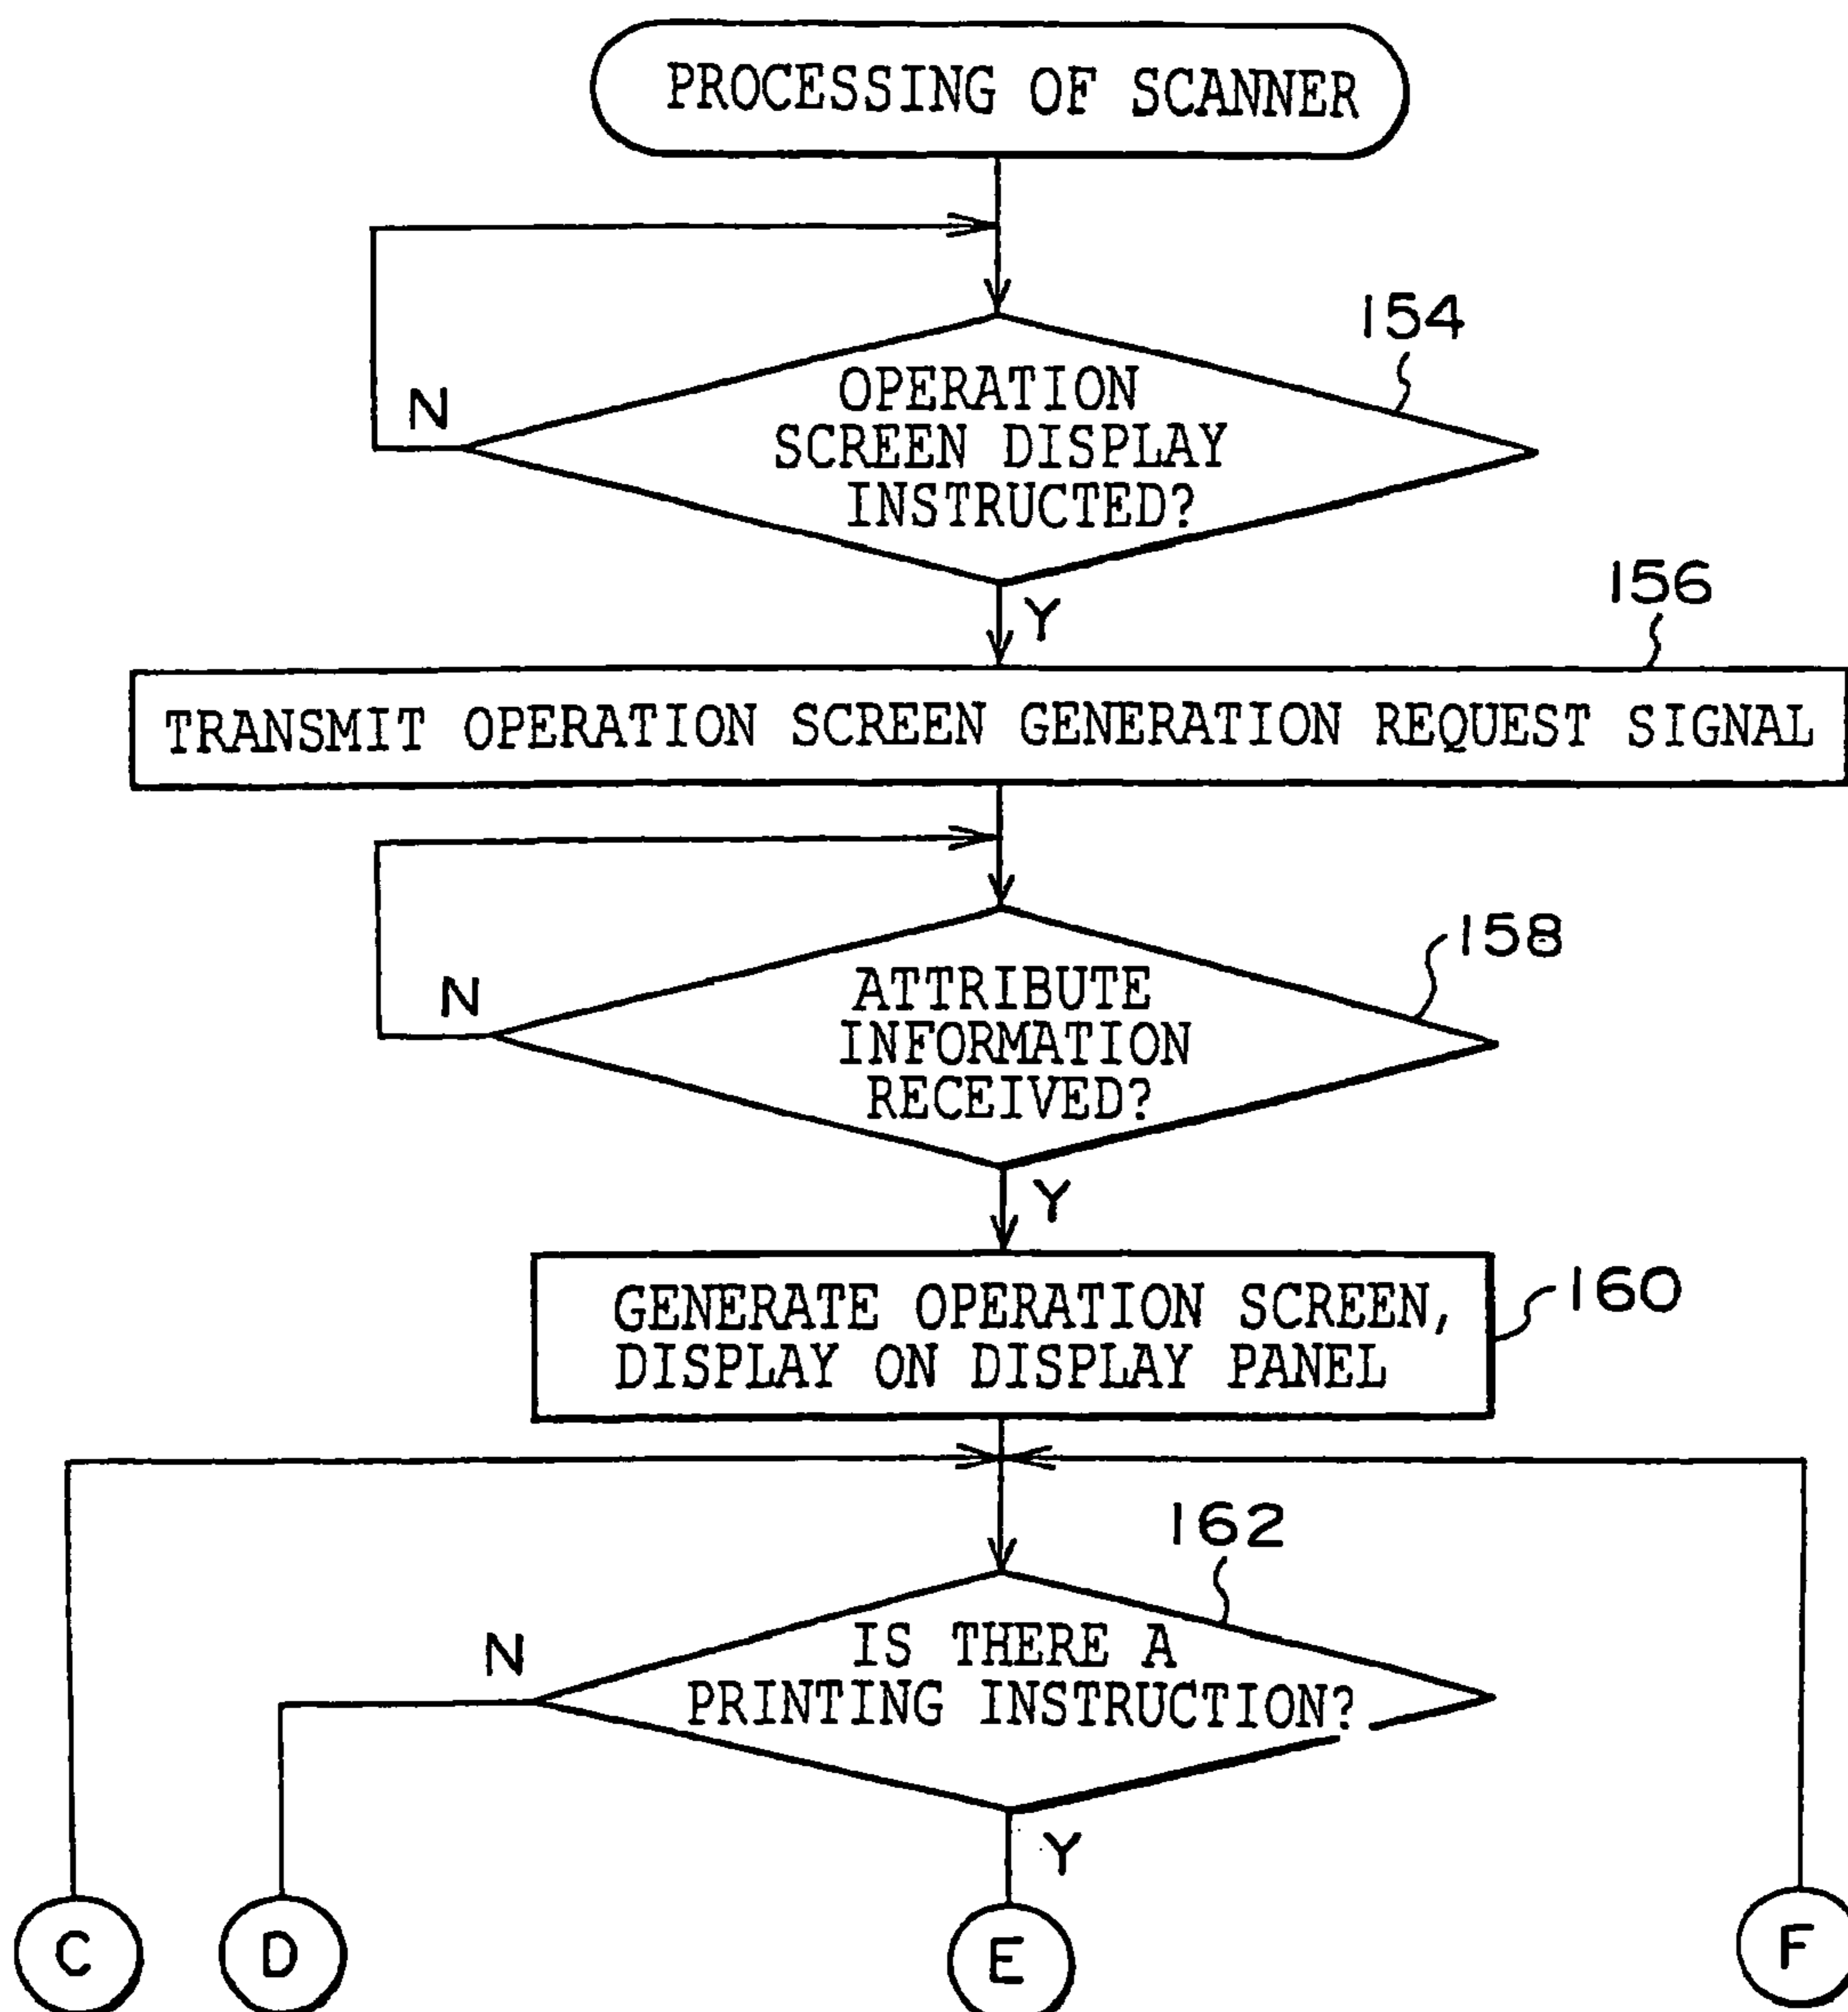 PROCESSING OF SCANNER
154
OPERATION
SCREEN DISPLAY
INSTRUCTED?
N
Y
156
TRANSMIT OPERATION SCREEN GENERATION REQUEST SIGNAL
158
ATTRIBUTE
INFORMATION
RECEIVED?
N
Y
GENERATE OPERATION SCREEN,
DISPLAY ON DISPLAY PANEL
160
162
IS THERE A
PRINTING INSTRUCTION?
N
Y
C
D
E
F